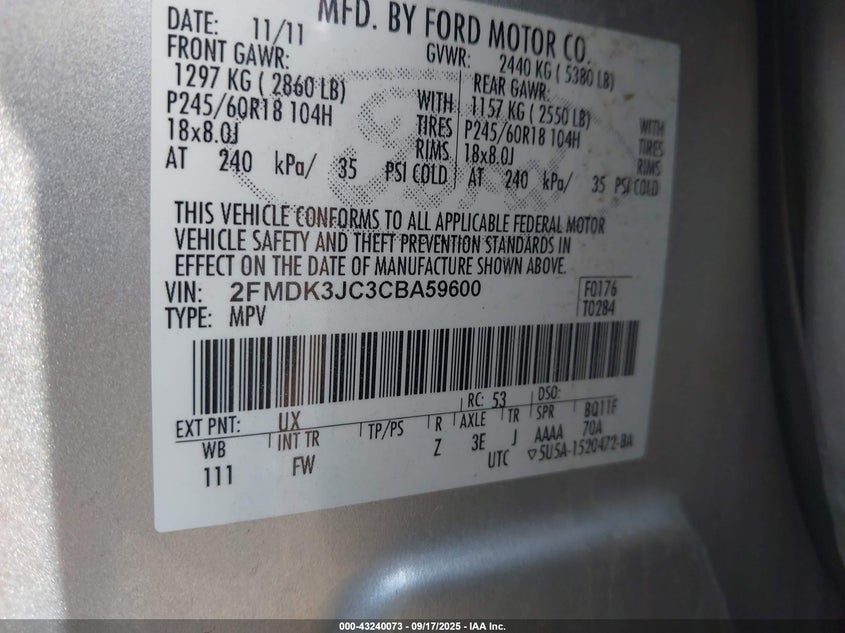 MFD. BY FORD MOTOR CO.
DATE: 11/11 GVWR: 2440 KG ( 5380 LB)
FRONT GAWR: REAR GAWR:
1297 KG ( 2860 LB) WITH 1157 KG ( 2550 LB) WITH
P245/60R18 104H TIRES P245/60R18 104H TIRES
18x8.0J RIMS 18x8.0J RIMS
AT 240 kPa/ 35 PSI COLD AT 240 kPa/ 35 PSI COLD
THIS VEHICLE CONFORMS TO ALL APPLICABLE FEDERAL MOTOR
VEHICLE SAFETY AND THEFT PREVENTION STANDARDS IN
EFFECT ON THE DATE OF MANUFACTURE SHOWN ABOVE.
VIN: 2FMDK3JC3CBA59600 F0176
TYPE: MPV T0284
EXT PNT: UX RC: 53 DSO:
WB INT TR TP/PS R AXLE TR SPR BQ11F
111 FW Z 3E J AAAA 70A
UTC ▽5U5A-1520472-BA
000-43240073 - 09/17/2025 - IAA Inc.